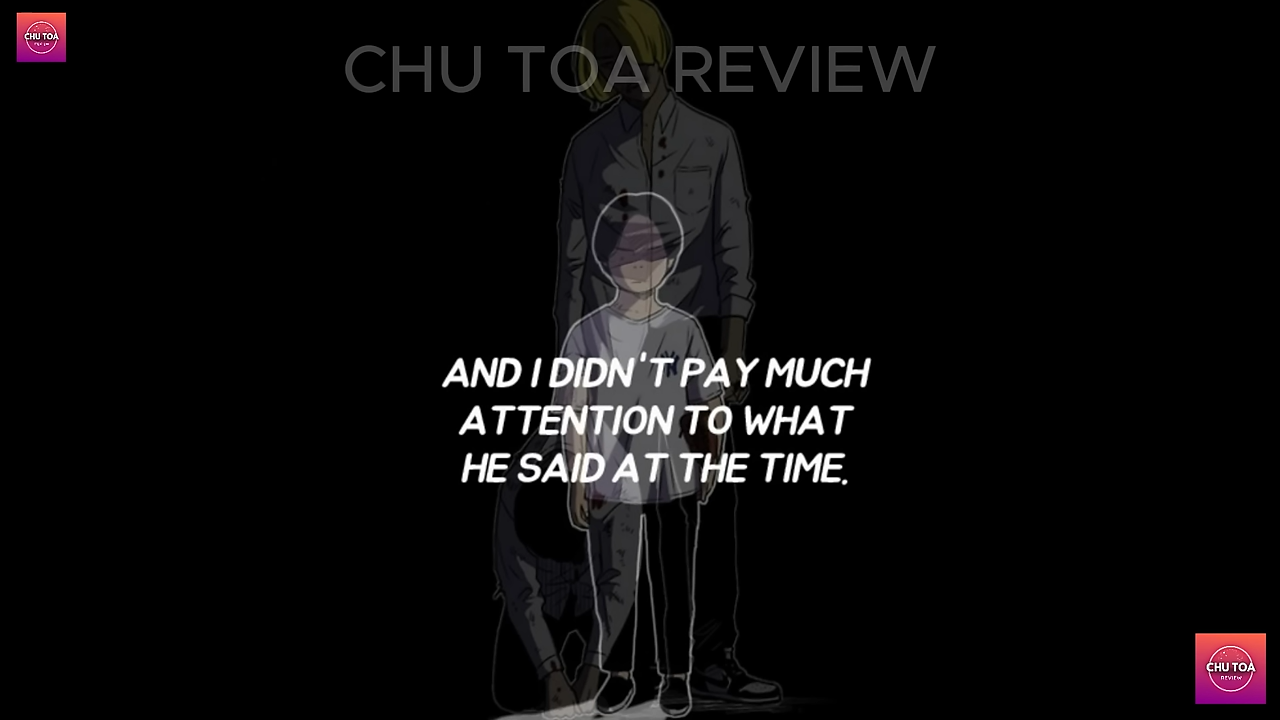 CHU TOA
REVIEW
CHU TOA REVIEW
AND I DIDN'T PAY MUCH
ATTENTION TO WHAT
HE SAID AT THE TIME.
CHU TOA
REVIEW